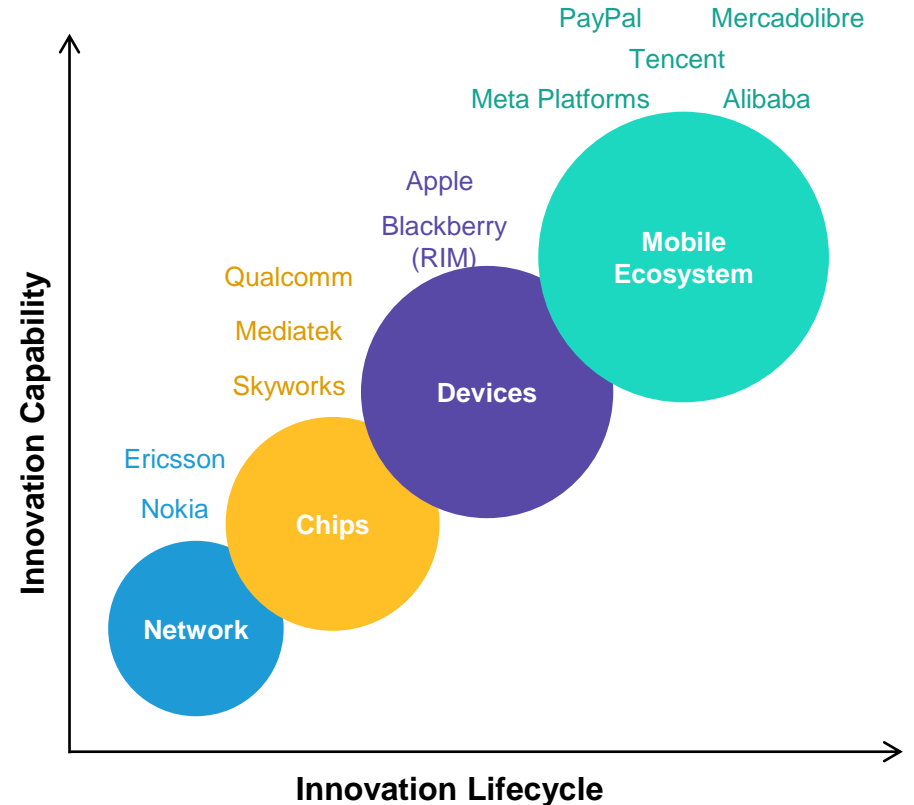 PayPal
Mercadolibre
Tencent
Meta Platforms
Alibaba
Mobile
Ecosystem
Apple
Blackberry
(RIM)
Devices
Qualcomm
Mediatek
Skyworks
Chips
Ericsson
Nokia
Network
Innovation Capability
Innovation Lifecycle